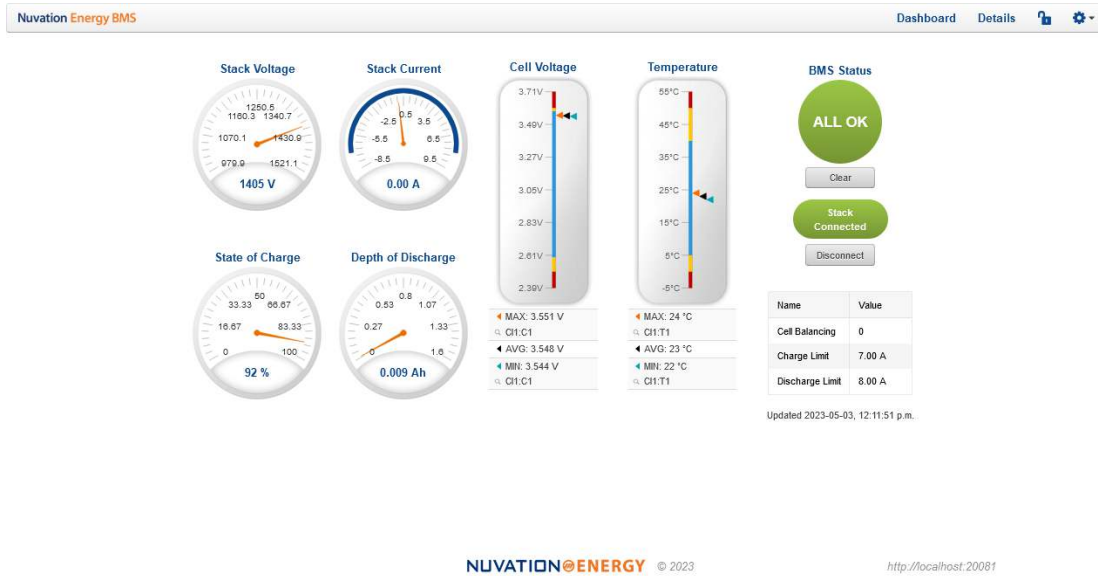 Nuvation Energy BMS
Dashboard Details
Stack Voltage
1250.5
1160.3 1340.7
1070.1 1430.9
979.9 1521.1
1405 V
Stack Current
0.5
-2.5 3.5
-5.5 6.5
-8.5 9.5
0.00 A
State of Charge
50
33.33 66.67
16.67 83.33
0 100
92 %
Depth of Discharge
0.8
0.53 1.07
0.27 1.33
0 1.6
0.009 Ah
Cell Voltage
3.71V
3.49V
3.27V
3.05V
2.83V
2.61V
2.39V
MAX: 3.551 V
CI1:C1
AVG: 3.548 V
MIN: 3.544 V
CI1:C1
Temperature
55°C
45°C
35°C
25°C
15°C
5°C
-5°C
MAX: 24 °C
CI1:T1
AVG: 23 °C
MIN: 22 °C
CI1:T1
BMS Status
ALL OK
Clear
Stack
Connected
Disconnect
Name Value
Cell Balancing 0
Charge Limit 7.00 A
Discharge Limit 8.00 A
Updated 2023-05-03, 12:11:51 p.m.
NUVATION ENERGY © 2023
http://localhost:20081